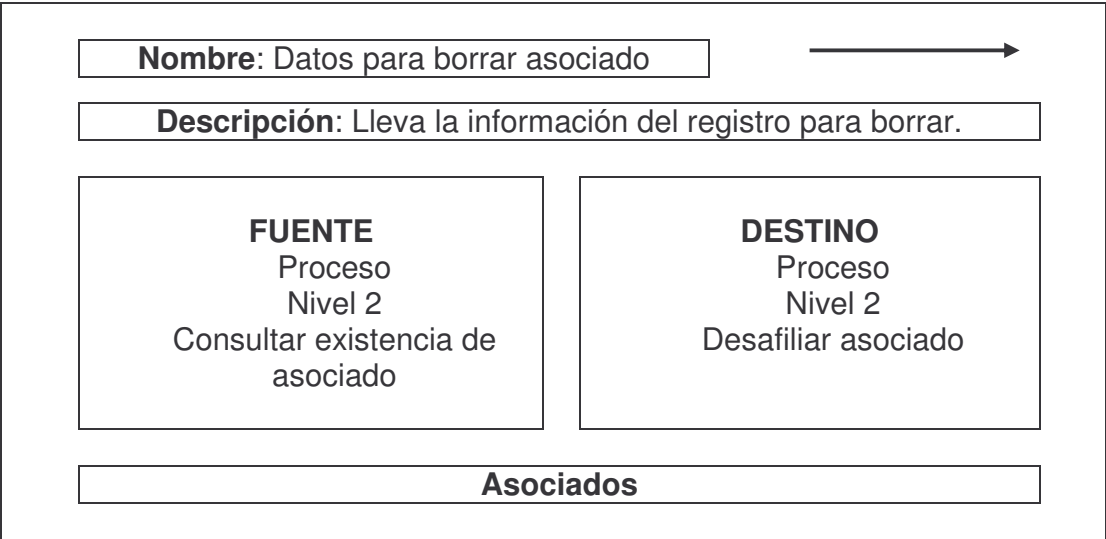 Nombre: Datos para borrar asociado
Descripción: Lleva la información del registro para borrar.
FUENTE
Proceso
Nivel 2
Consultar existencia de
asociado
DESTINO
Proceso
Nivel 2
Desafiliar asociado
Asociados